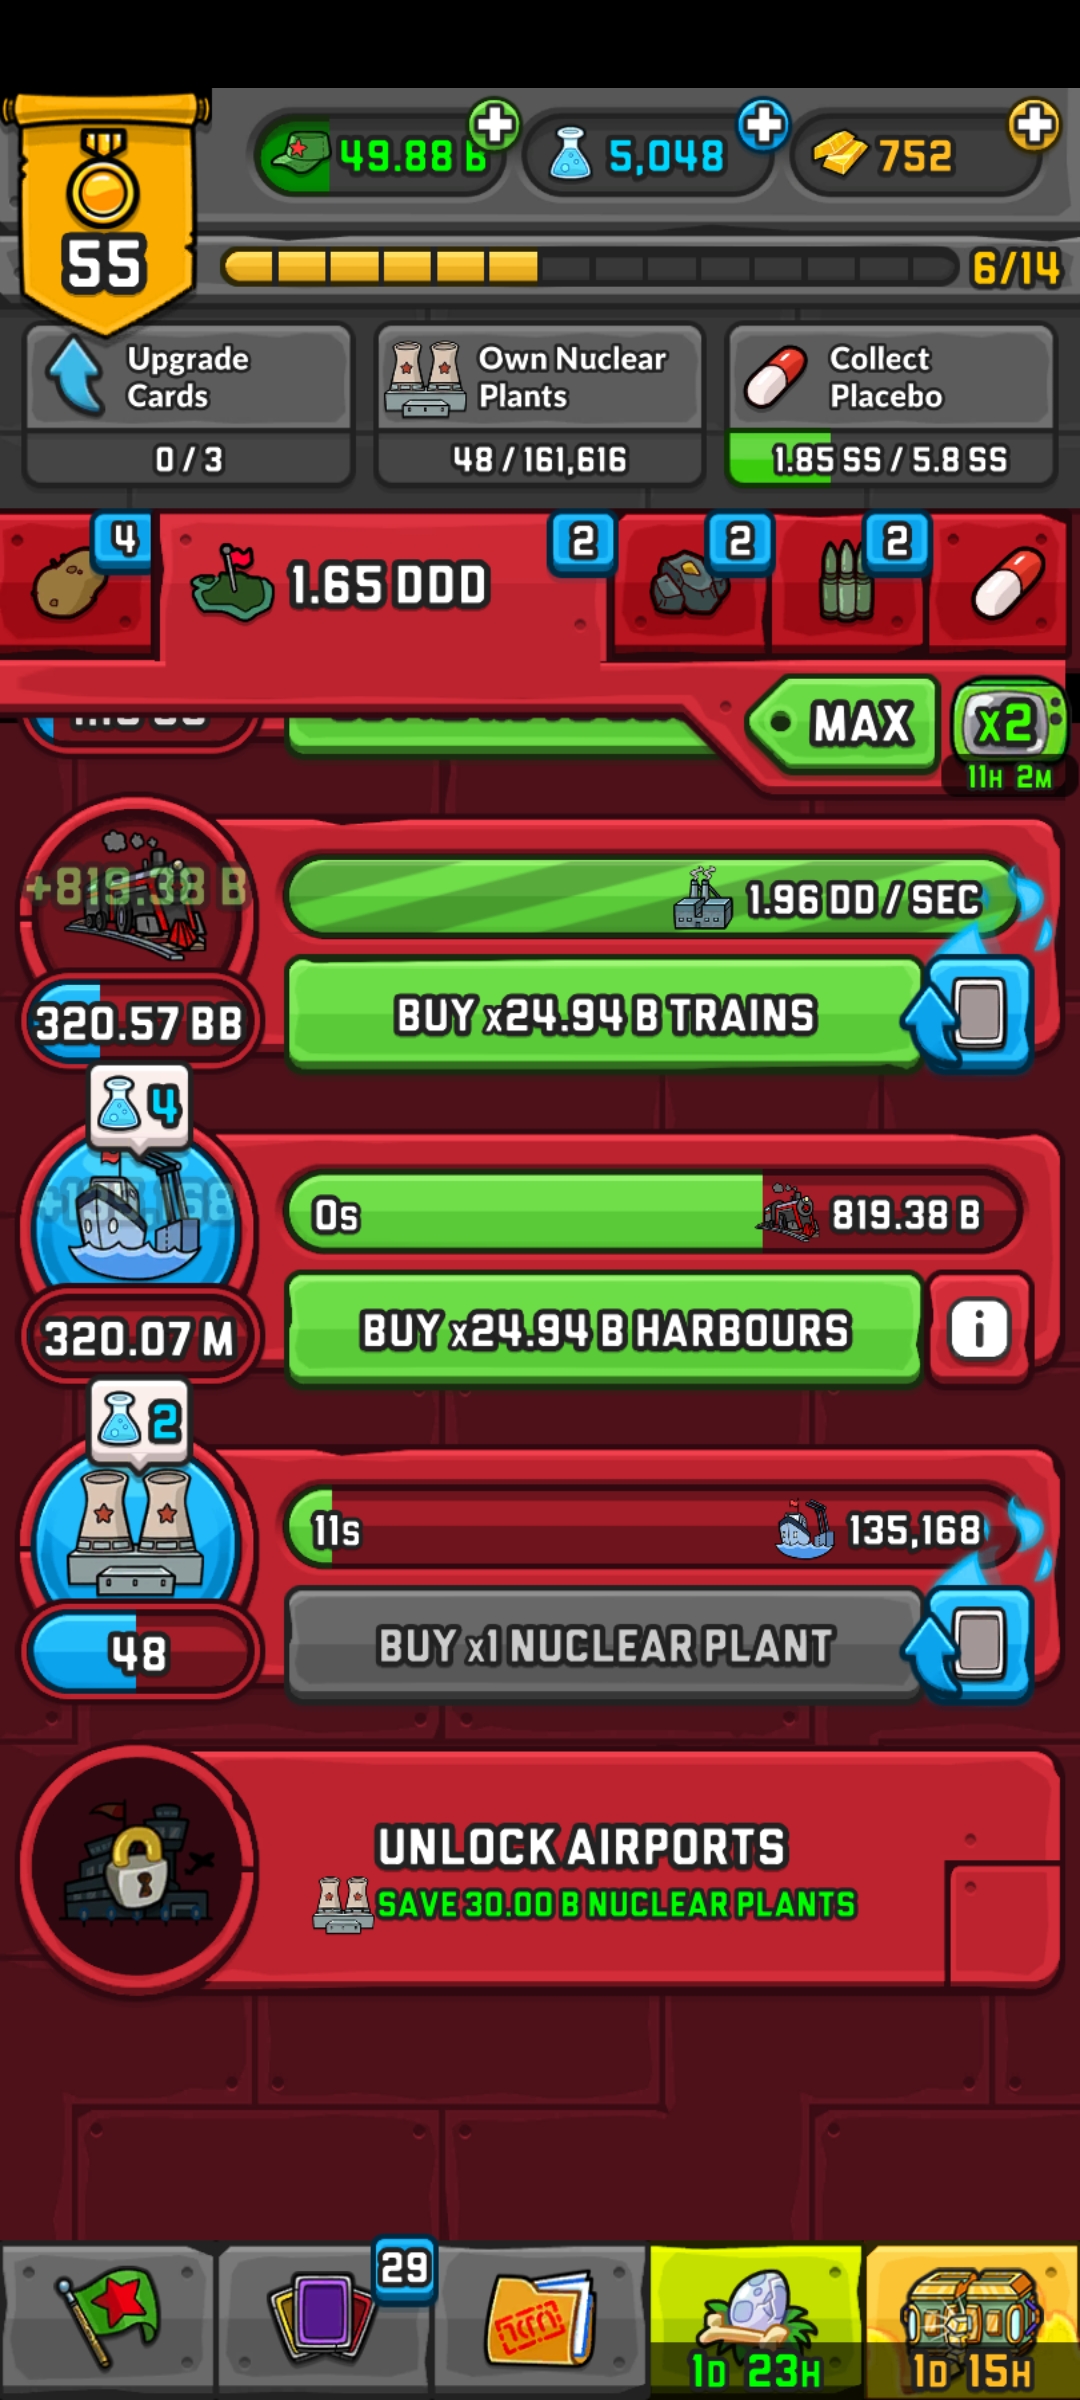 49.88 B
5,048
752
55
6/14
Upgrade
Cards
0 / 3
Own Nuclear
Plants
48 / 161,616
Collect
Placebo
1.85 SS / 5.8 SS
4
1.65 DDD
2
2
2
MAX
X2
11H 2M
+819.38 B
1.96 DD / SEC
320.57 BB
BUY x24.94 B TRAINS
4
0s
819.38 B
320.07 M
BUY x24.94 B HARBOURS
i
2
11s
135,168
48
BUY x1 NUCLEAR PLANT
UNLOCK AIRPORTS
SAVE 30.00 B NUCLEAR PLANTS
29
1D 23H
1D 15H